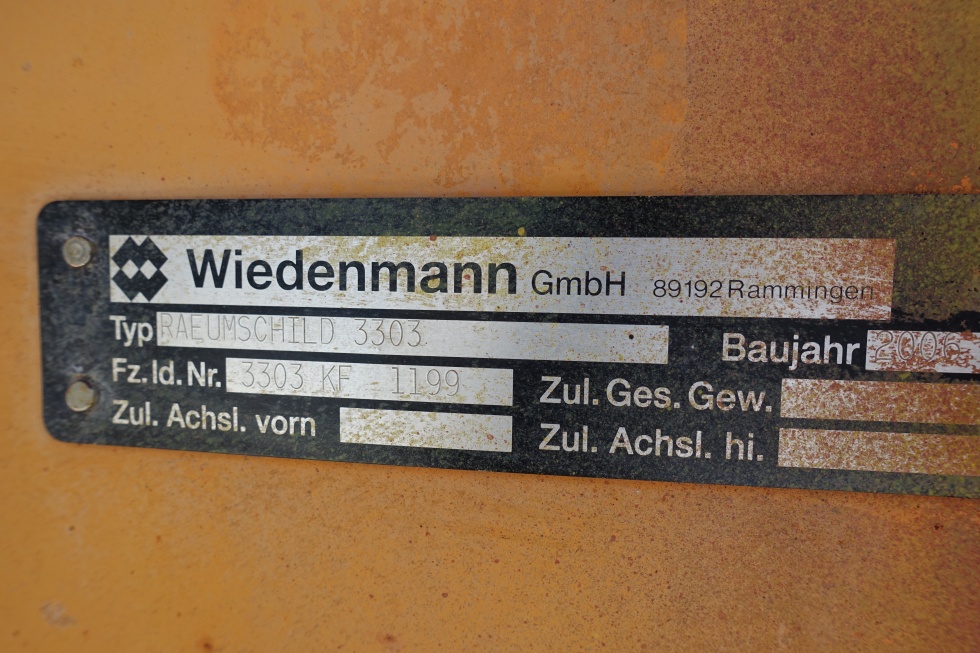 Wiedenmann GmbH 89192 Rammingen
Typ RAEUMSCHILD 3303
Baujahr 2006
Fz. Id. Nr. 3303 KF 1199
Zul. Ges. Gew.
Zul. Achsl. vorn
Zul. Achsl. hi.